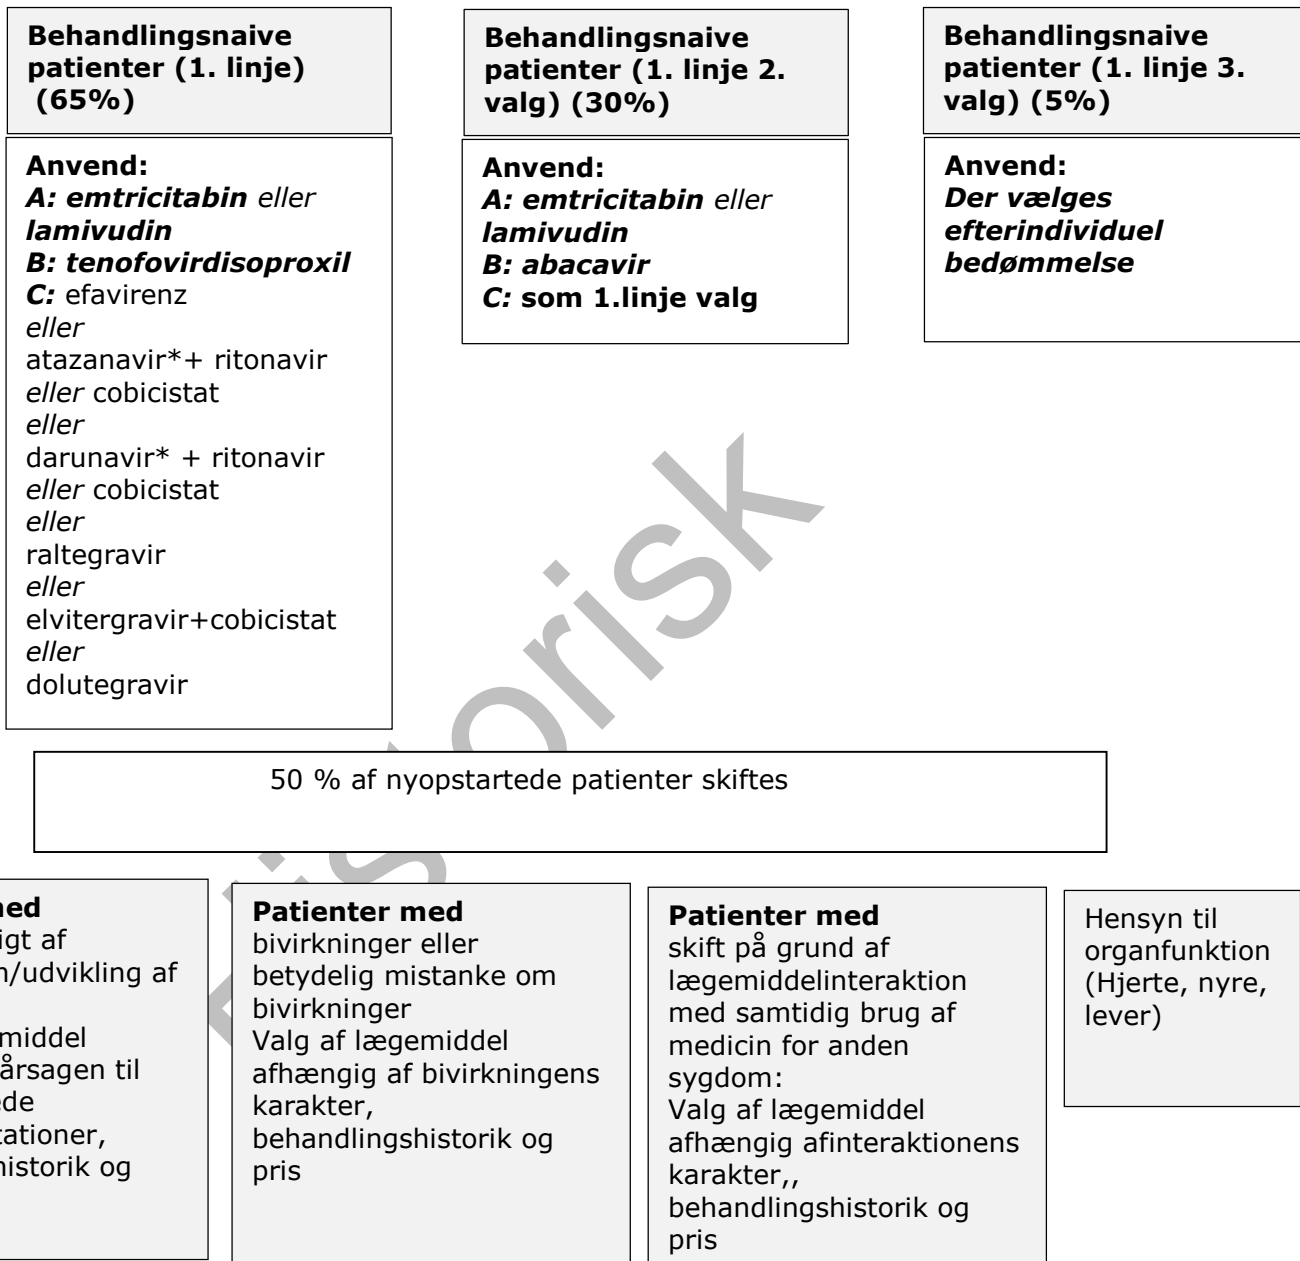 Behandlingsnaive
patienter (1. linje)
(65%)
Anvend:
A: emtricitabin eller
lamivudin
B: tenofovirdisoproxil
C: efavirenz
eller
atazanavir*+ ritonavir
eller cobicistat
eller
darunavir* + ritonavir
eller cobicistat
eller
raltegravir
eller
elvitergravir+cobicistat
eller
dolutegravir
Behandlingsnaive
patienter (1. linje 2.
valg) (30%)
Anvend:
A: emtricitabin eller
lamivudin
B: abacavir
C: som 1.linje valg
Behandlingsnaive
patienter (1. linje 3.
valg) (5%)
Anvend:
Der vælges
efterindividuel
bedømmelse
Historisk
50 % af nyopstartede patienter skiftes
ed
igt af
/udvikling af
middel
årsagen til
de
tationer,
historik og
Patienter med
bivirkninger eller
betydelig mistanke om
bivirkninger
Valg af lægemiddel
afhængig af bivirkningens
karakter,
behandlingshistorik og
pris
Patienter med
skift på grund af
lægemiddelinteraktion
med samtidig brug af
medicin for anden
sygdom:
Valg af lægemiddel
afhængig afinteraktionens
karakter,,
behandlingshistorik og
pris
Hensyn til
organfunktion
(Hjerte, nyre,
lever)